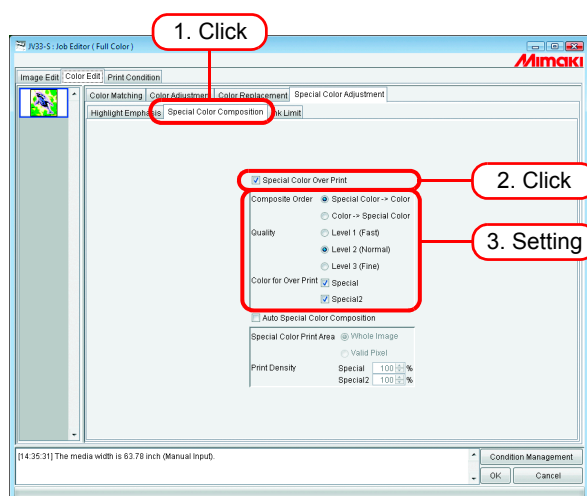 1. Click
JV33-S : Job Editor ( Full Color )
Mimaki
Image Edit Color Edit Print Condition
Color Matching Color Adjustment Color Replacement Special Color Adjustment
Highlight Emphasis Special Color Composition Ink Limit
Special Color Over Print
2. Click
Composite Order Special Color -> Color
Color -> Special Color
Quality Level 1 (Fast)
Level 2 (Normal)
3. Setting
Level 3 (Fine)
Color for Over Print Special
Special2
Auto Special Color Composition
Special Color Print Area Whole Image
Valid Pixel
Print Density Special 100 %
Special2 100 %
[14:35:31] The media width is 63.78 inch (Manual Input).
Condition Management
OK Cancel